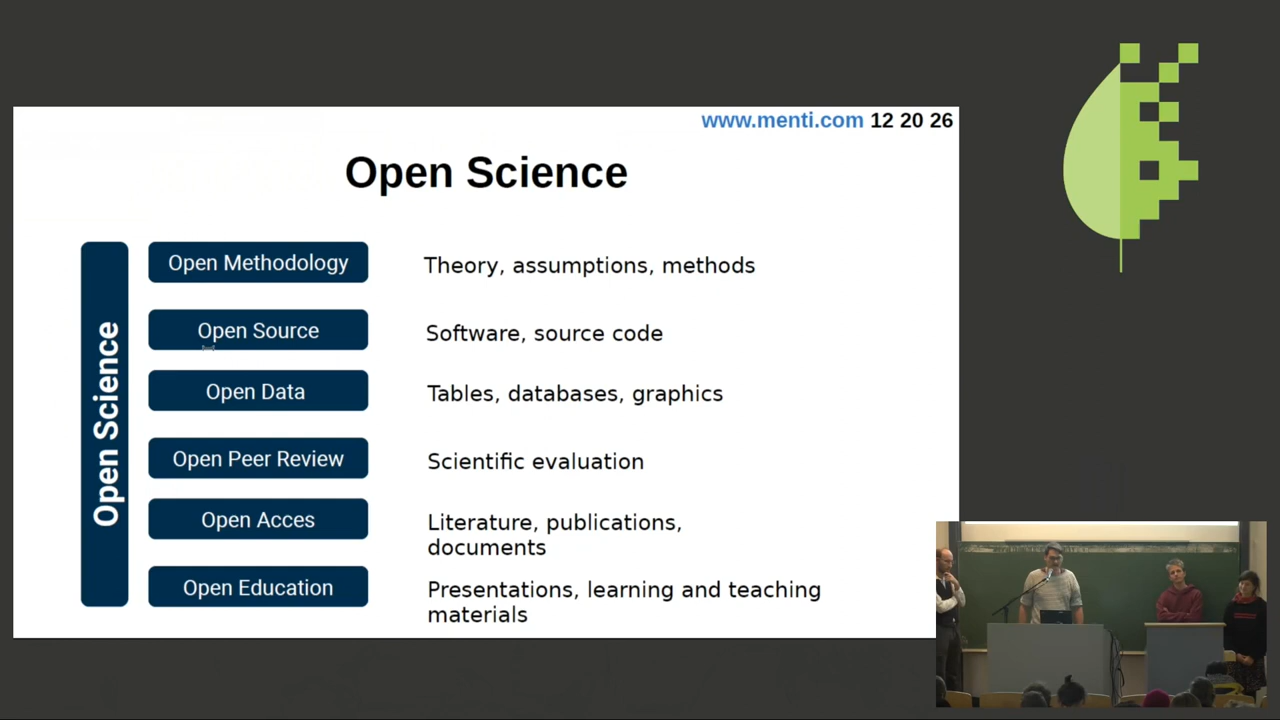 www.menti.com 12 20 26
Open Science
Open Science
Open Methodology
Theory, assumptions, methods
Open Source
Software, source code
Open Data
Tables, databases, graphics
Open Peer Review
Scientific evaluation
Open Acces
Literature, publications,
documents
Open Education
Presentations, learning and teaching
materials